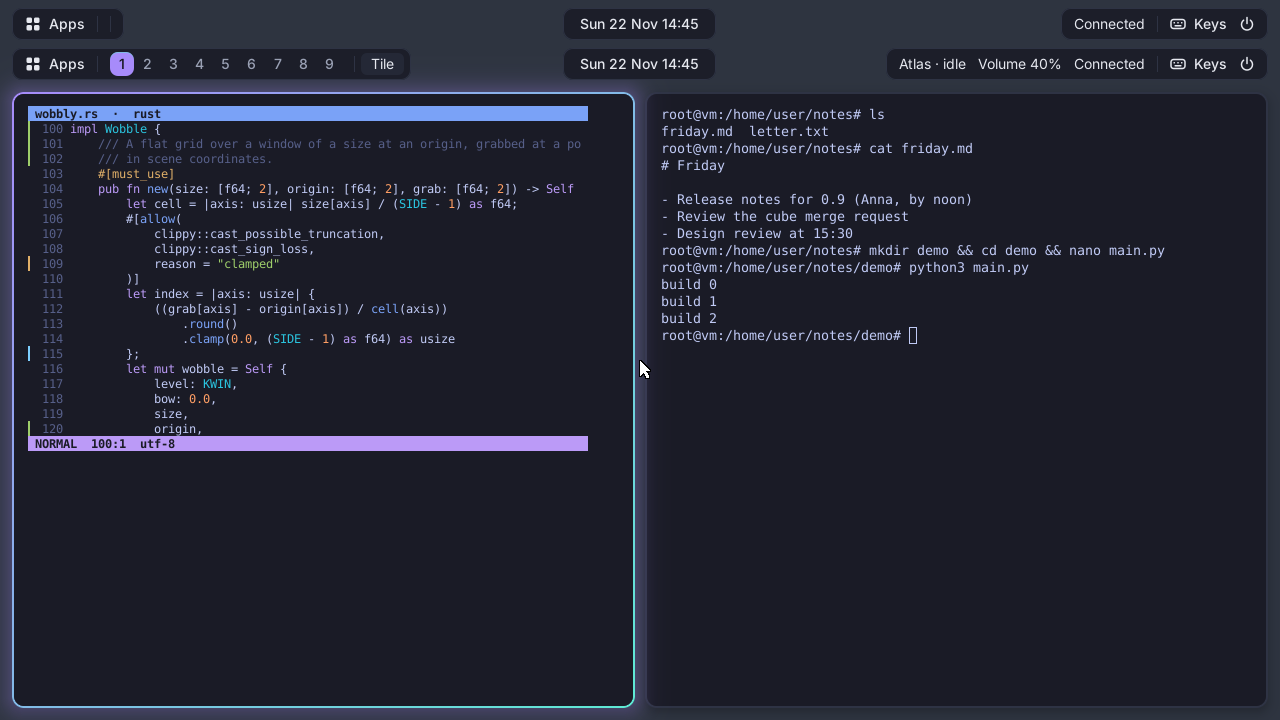 Apps
Sun 22 Nov 14:45
Connected Keys
Apps 1 2 3 4 5 6 7 8 9 Tile
Sun 22 Nov 14:45
Atlas · idle Volume 40% Connected Keys
wobbly.rs · rust
100 impl Wobble {
101     /// A flat grid over a window of a size at an origin, grabbed at a po
102     /// in scene coordinates.
103     #[must_use]
104     pub fn new(size: [f64; 2], origin: [f64; 2], grab: [f64; 2]) -> Self
105         let cell = |axis: usize| size[axis] / (SIDE - 1) as f64;
106         #[allow(
107             clippy::cast_possible_truncation,
108             clippy::cast_sign_loss,
109             reason = "clamped"
110         )]
111         let index = |axis: usize| {
112             ((grab[axis] - origin[axis]) / cell(axis))
113                 .round()
114                 .clamp(0.0, (SIDE - 1) as f64) as usize
115         };
116         let mut wobble = Self {
117             level: KWIN,
118             bow: 0.0,
119             size,
120             origin,
NORMAL 100:1 utf-8
root@vm:/home/user/notes# ls
friday.md  letter.txt
root@vm:/home/user/notes# cat friday.md
# Friday
- Release notes for 0.9 (Anna, by noon)
- Review the cube merge request
- Design review at 15:30
root@vm:/home/user/notes# mkdir demo && cd demo && nano main.py
root@vm:/home/user/notes/demo# python3 main.py
build 0
build 1
build 2
root@vm:/home/user/notes/demo#